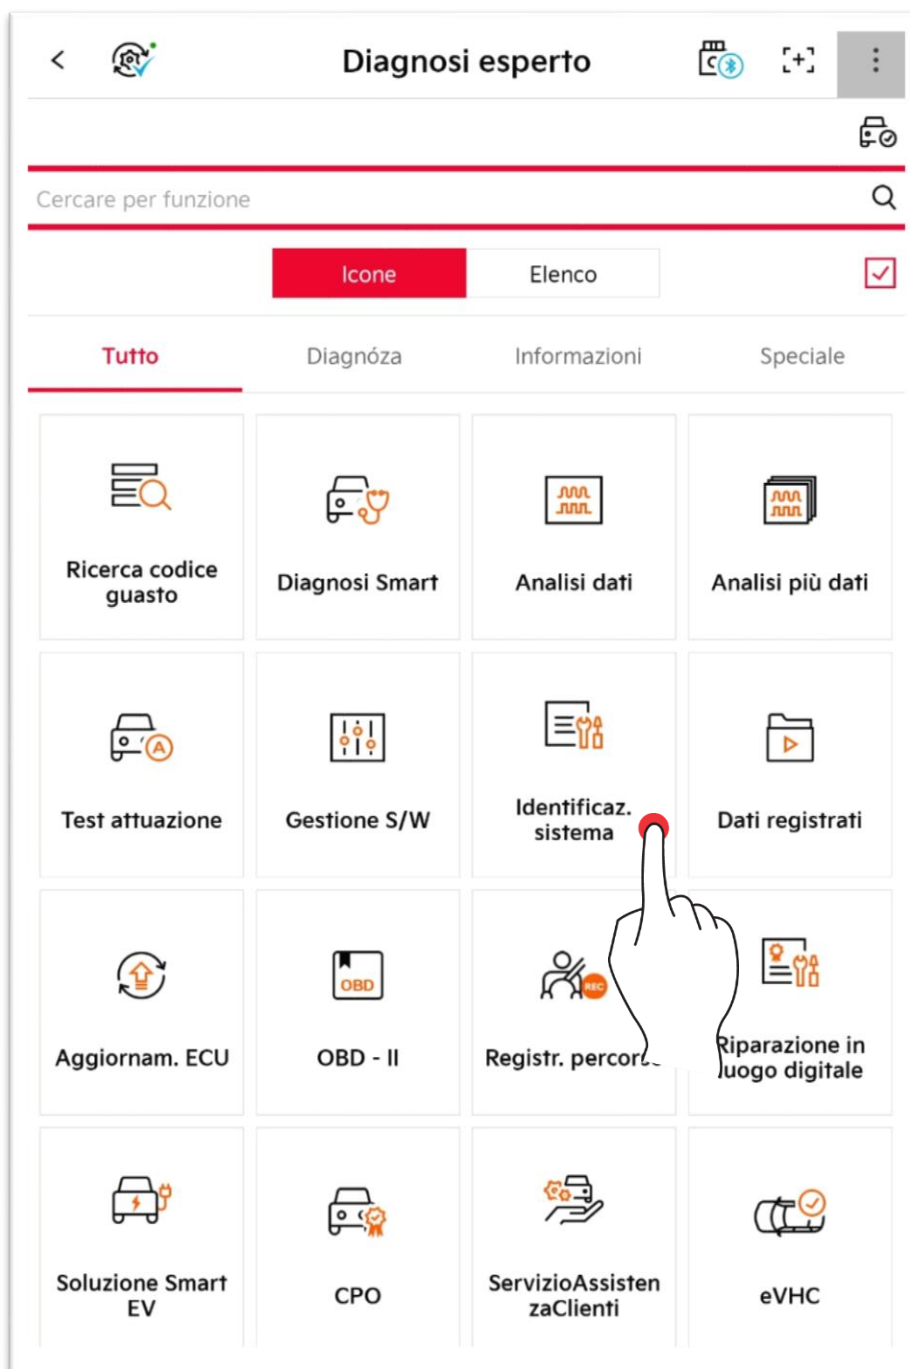 Diagnosi esperto
Cercare per funzione
Icone
Elenco
Tutto
Diagnóza
Informazioni
Speciale
Ricerca codice
guasto
Diagnosi Smart
Analisi dati
Analisi più dati
Test attuazione
Gestione S/W
Identificaz.
sistema
Dati registrati
Aggiornam. ECU
OBD
OBD - II
REC
Registr. percorso
Riparazione in
luogo digitale
Soluzione Smart
EV
CPO
ServizioAssisten
zaClienti
eVHC